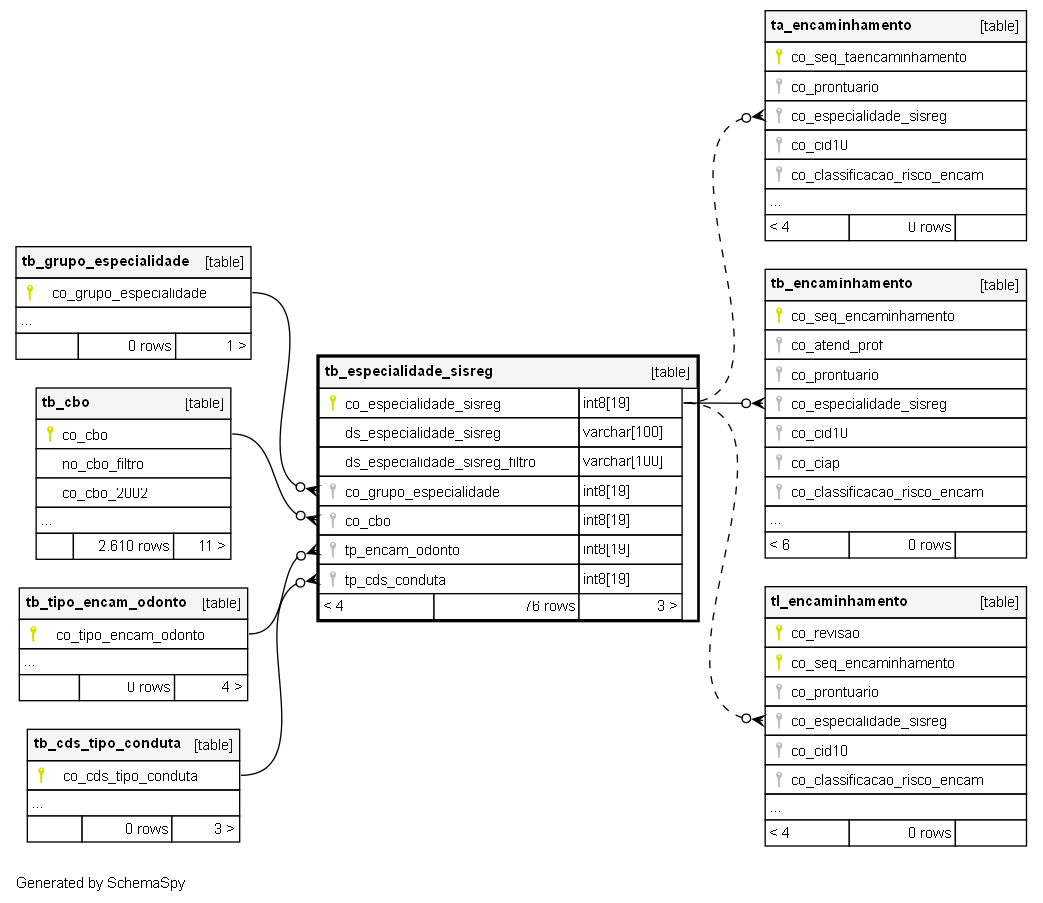 ta_encaminhamento [table]
co_seq_taencaminhamento
co_prontuario
co_especialidade_sisreg
co_cid10
co_classificacao_risco_encam
...
< 4 0 rows
tb_grupo_especialidade [table]
co_grupo_especialidade
...
0 rows 1 >
tb_cbo [table]
co_cbo
no_cbo_filtro
co_cbo_2002
...
2.610 rows 11 >
tb_tipo_encam_odonto [table]
co_tipo_encam_odonto
...
0 rows 4 >
tb_cds_tipo_conduta [table]
co_cds_tipo_conduta
...
0 rows 3 >
tb_especialidade_sisreg [table]
co_especialidade_sisreg int8[19]
ds_especialidade_sisreg varchar[100]
ds_especialidade_sisreg_filtro varchar[100]
co_grupo_especialidade int8[19]
co_cbo int8[19]
tp_encam_odonto int8[19]
tp_cds_conduta int8[19]
< 4 76 rows 3 >
tb_encaminhamento [table]
co_seq_encaminhamento
co_atend_prof
co_prontuario
co_especialidade_sisreg
co_cid10
co_ciap
co_classificacao_risco_encam
...
< 6 0 rows
tl_encaminhamento [table]
co_revisao
co_seq_encaminhamento
co_prontuario
co_especialidade_sisreg
co_cid10
co_classificacao_risco_encam
...
< 4 0 rows
Generated by SchemaSpy